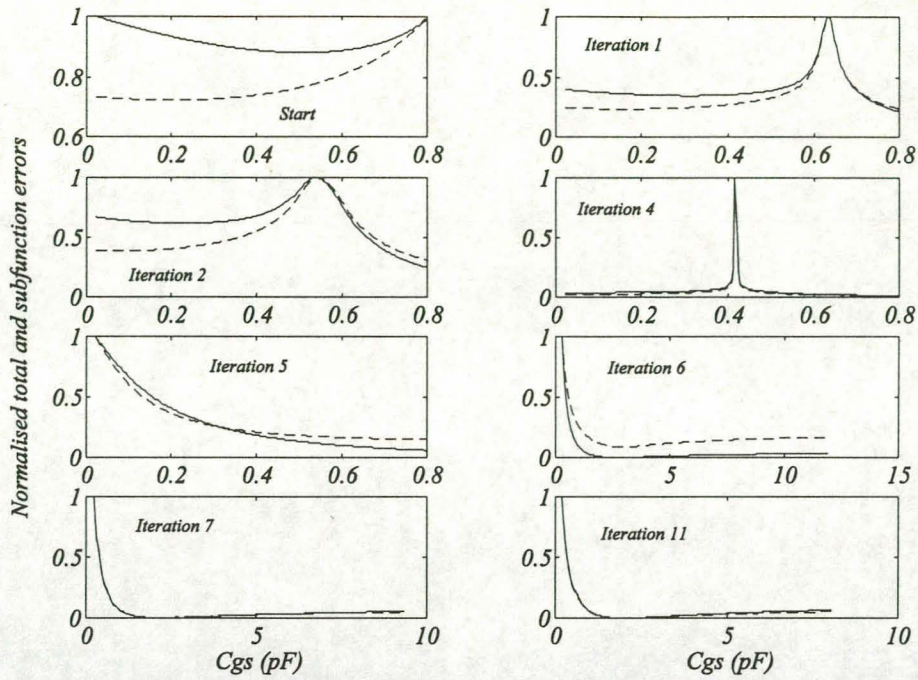 Normalised total and subfunction errors
1
0.8
0.6
0 0.2 0.4 0.6 0.8
Start
1
0.5
0
0 0.2 0.4 0.6 0.8
Iteration 1
1
0.5
0
0 0.2 0.4 0.6 0.8
Iteration 2
1
0.5
0
0 0.2 0.4 0.6 0.8
Iteration 4
1
0.5
0
0 0.2 0.4 0.6 0.8
Iteration 5
1
0.5
0
0 5 10 15
Iteration 6
1
0.5
0
0 5 10
Iteration 7
Cgs (pF)
1
0.5
0
0 5 10 15
Iteration 11
Cgs (pF)